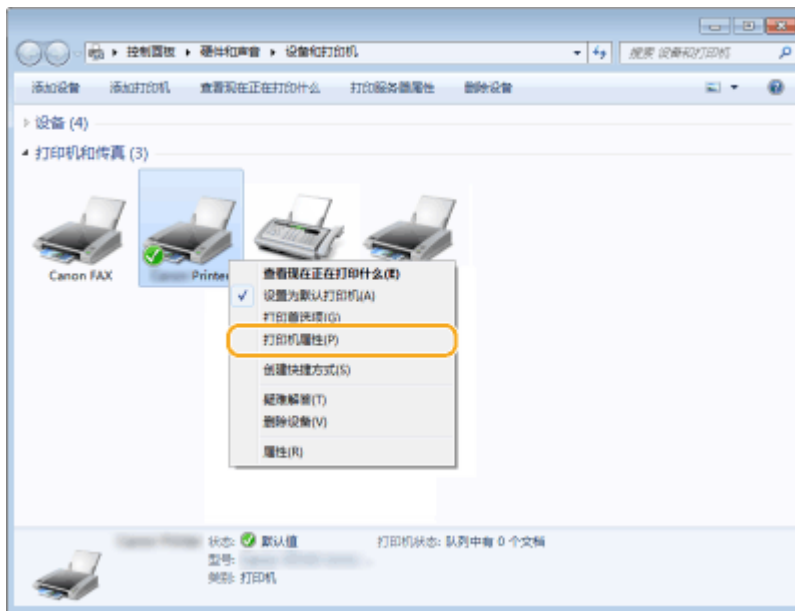 控制面板 ▸ 硬件和声音 ▸ 设备和打印机
搜索 设备和打印机
添加设备 添加打印机 查看现在正在打印什么 打印服务器属性 删除设备
设备 (4)
打印机和传真 (3)
Canon FAX
Printer
查看现在正在打印什么(E)
设置为默认打印机(A)
打印首选项(G)
打印机属性(P)
创建快捷方式(S)
疑难解答(T)
删除设备(V)
属性(R)
状态: 默认值 打印机状态: 队列中有 0 个文档
型号:
类别: 打印机